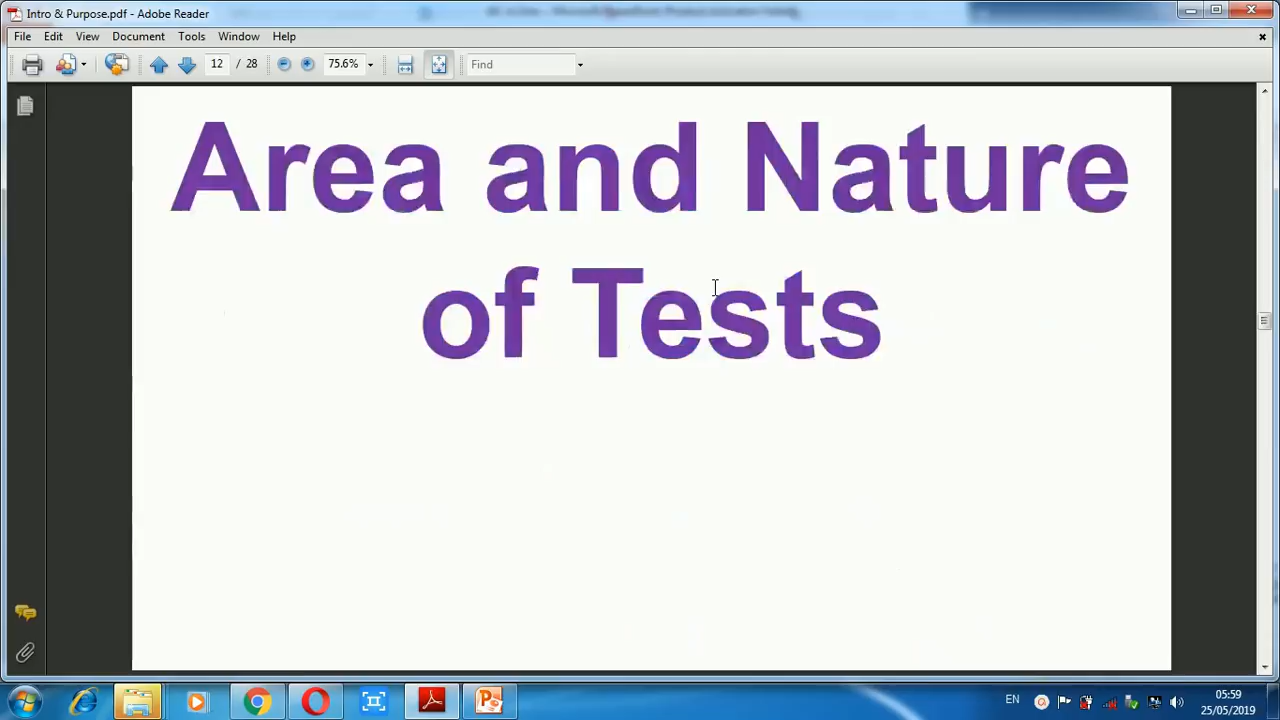 Intro & Purpose.pdf - Adobe Reader
File Edit View Document Tools Window Help
12 / 28 75.6% Find
Area and Nature
of Tests
EN 05:59
25/05/2019